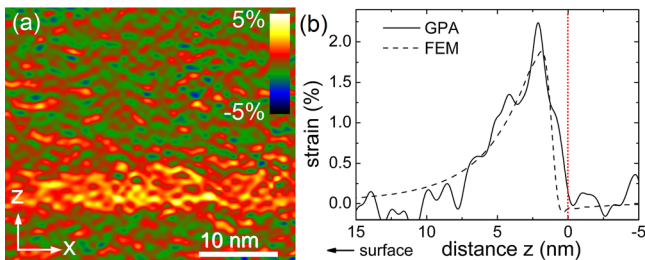 (a)
5%
-5%
z
x
10 nm
(b)
GPA
FEM
strain (%)
2.0
1.5
1.0
0.5
0.0
15 10 5 0 -5
← surface
distance z (nm)